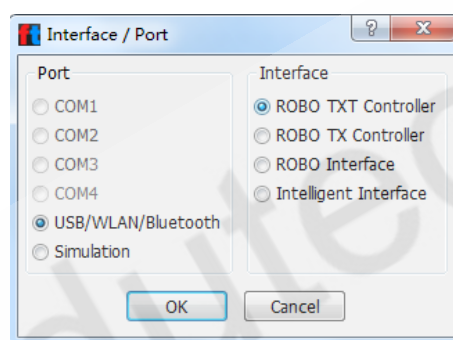 Interface / Port
Port
COM1
COM2
COM3
COM4
USB/WLAN/Bluetooth
Simulation
Interface
ROBO TXT Controller
ROBO TX Controller
ROBO Interface
Intelligent Interface
OK
Cancel